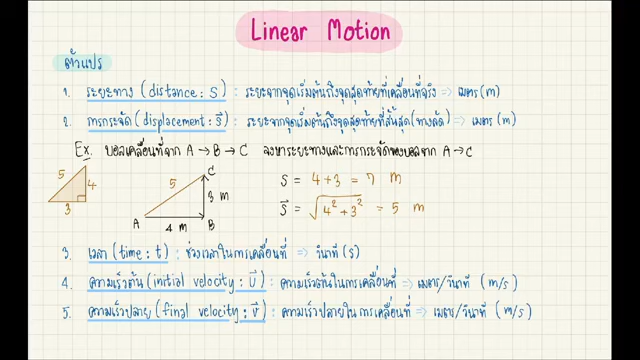 Linear Motion
ตัวแปร
1. ระยะทาง (distance : s) : ระยะจากจุดเริ่มต้นถึงจุดสุดท้ายที่เคลื่อนที่จริง ⇒ เมตร (m)
2. การกระจัด (displacement : s⃗) : ระยะจากจุดเริ่มต้นถึงจุดสุดท้ายที่สั้นสุด (ทางลัด) ⇒ เมตร (m)
Ex. บอลเคลื่อนที่จาก A → B → C จงหาระยะทางและการกระจัดของบอลจาก A → C
5 4 3
C
5 3 m
A 4 m B
s = 4 + 3 = 7 m
s⃗ = √(4² + 3²) = 5 m
3. เวลา (time : t) : ช่วงเวลาในการเคลื่อนที่ ⇒ วินาที (s)
4. ความเร็วต้น (initial velocity : u⃗) : ความเร็วต้นในการเคลื่อนที่ ⇒ เมตร/วินาที (m/s)
5. ความเร็วปลาย (final velocity : v⃗) : ความเร็วปลายในการเคลื่อนที่ ⇒ เมตร/วินาที (m/s)